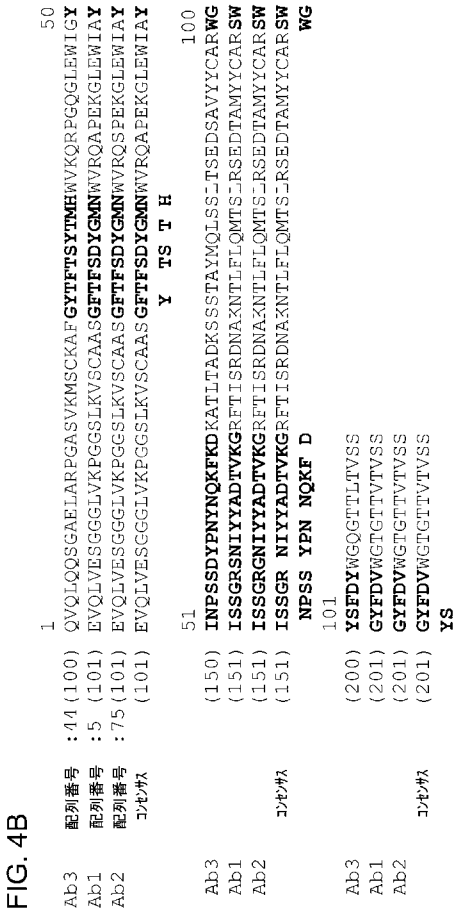 FIG. 4B
1 50
Ab3 配列番号 :44 (100) QVQLQQSGAELARPGASVKMSCKAFGYTFTSYTMHWVKQRPGQGLEWIGY
Ab1 配列番号 :5 (101) EVQLVESGGGLVKPGGSLKVSCAASGFTFSDYGMNWVRQAPEKGLEWIAY
Ab2 配列番号 :75 (101) EVQLVESGGGLVKPGGSLKVSCAASGFTFSDYGMNWVRQSPEKGLEWIAY
コンセンサス (101) EVQLVESGGGLVKPGGSLKVSCAASGFTFSDYGMNWVRQAPEKGLEWIAY
Y TS T H
51 100
Ab3 (150) INPSSDYPNYNQKFKDKATLTADKSSSTAYMQLSSLTSEDSAVYYCARWG
Ab1 (151) ISSGRSNIYYADTVKGRFTISRDNAKNTLFLQMTSLRSEDTAMYYCARSW
Ab2 (151) ISSGRGNIYYADTVKGRFTISRDNAKNTLFLQMTSLRSEDTAMYYCARSW
コンセンサス (151) ISSGR NIYYADTVKGRFTISRDNAKNTLFLQMTSLRSEDTAMYYCARSW
NPSS YPN NQKF D WG
101
Ab3 (200) YSFDYWGQGTTLTVSS
Ab1 (201) GYFDVWGTGTTVTVSS
Ab2 (201) GYFDVWGTGTTVTVSS
コンセンサス (201) GYFDVWGTGTTVTVSS
YS